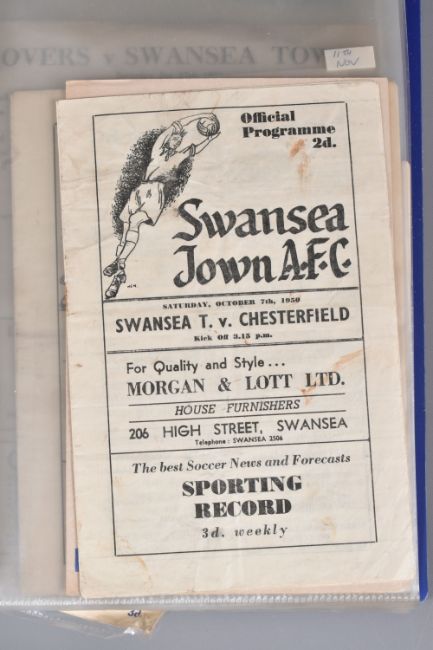 OVERS v SWANSEA TOW
11TH
NOV
Official
Programme
2d.
Swansea
Town A.F.C.
SATURDAY, OCTOBER 7th, 1950
SWANSEA T. v. CHESTERFIELD
Kick Off 3.15 p.m.
For Quality and Style...
MORGAN & LOTT LTD.
HOUSE FURNISHERS
206 HIGH STREET, SWANSEA
Telephone: SWANSEA 2506
The best Soccer News and Forecasts
SPORTING
RECORD
3d. weekly
3d.